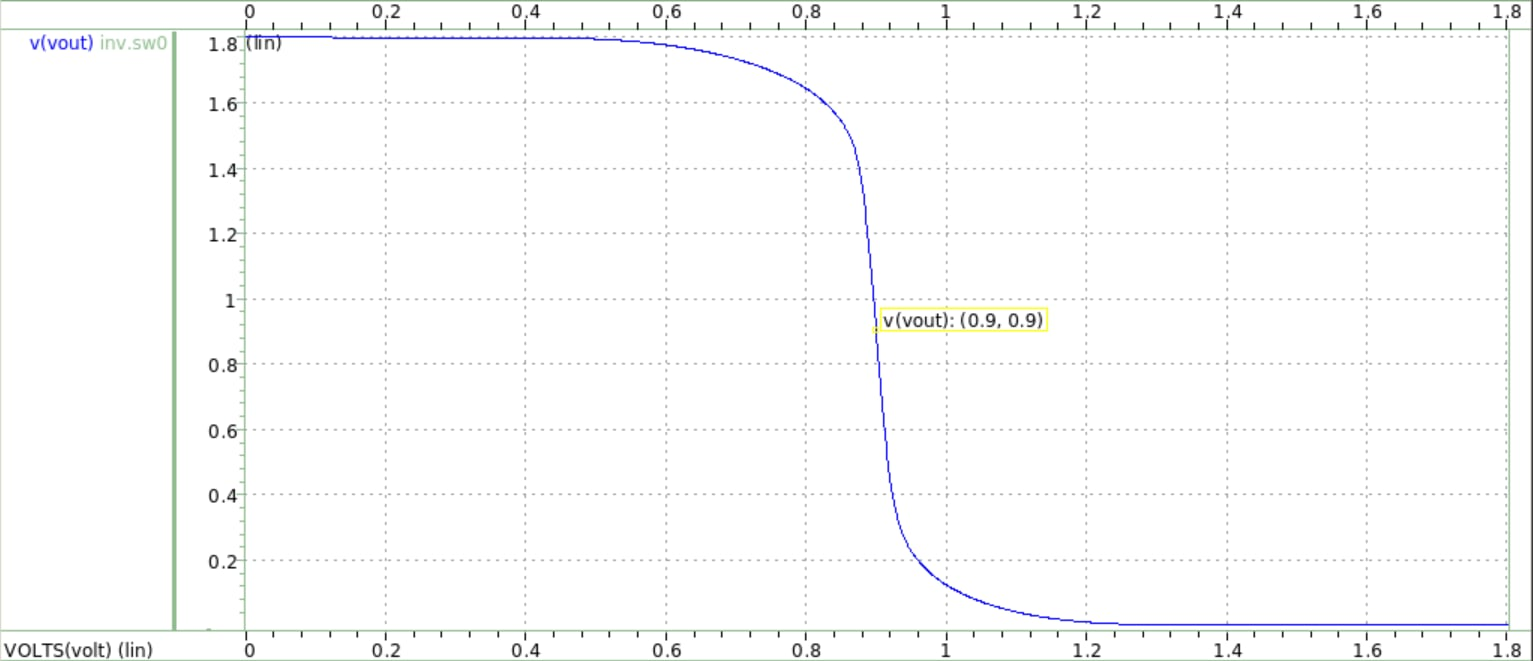 0 0.2 0.4 0.6 0.8 1 1.2 1.4 1.6 1.8
v(vout) inv.sw0
1.8 (lin)
1.6
1.4
1.2
1
v(vout): (0.9, 0.9)
0.8
0.6
0.4
0.2
VOLTS(volt) (lin) 0 0.2 0.4 0.6 0.8 1 1.2 1.4 1.6 1.8